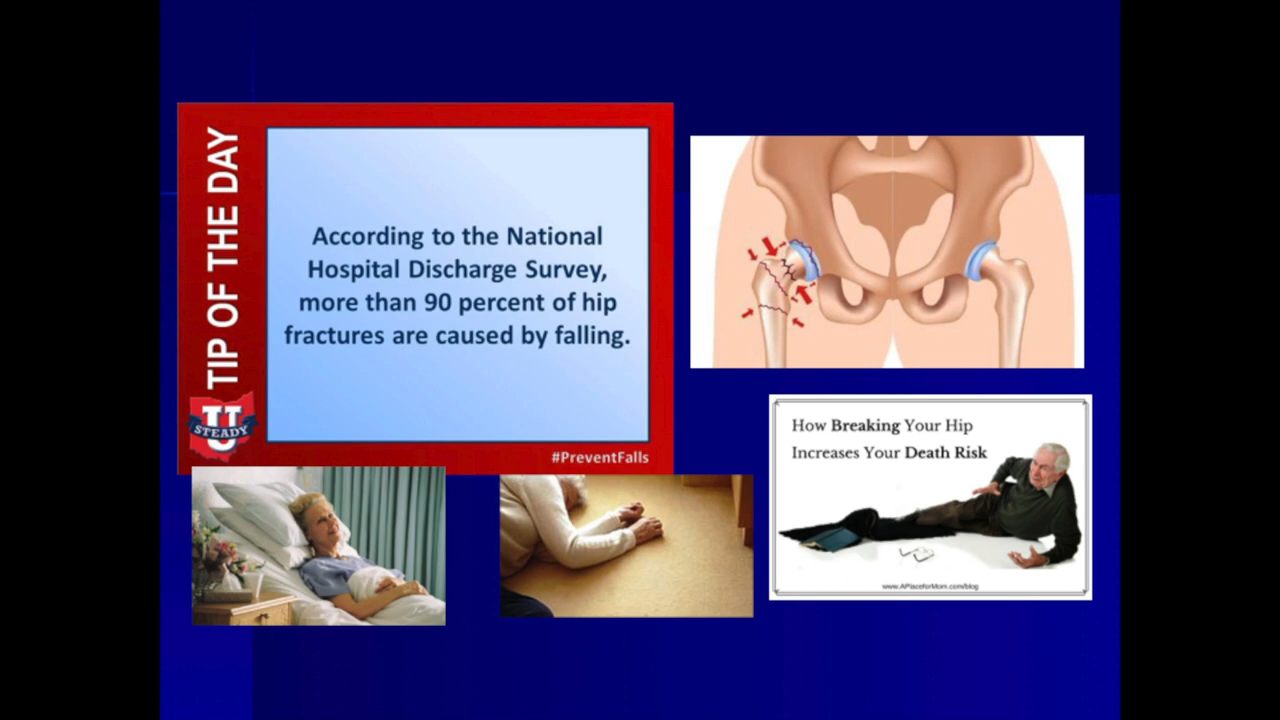 TIP OF THE DAY
According to the National
Hospital Discharge Survey,
more than 90 percent of hip
fractures are caused by falling.
U
STEADY
#PreventFalls
How Breaking Your Hip
Increases Your Death Risk
www.APlaceforMom.com/blog